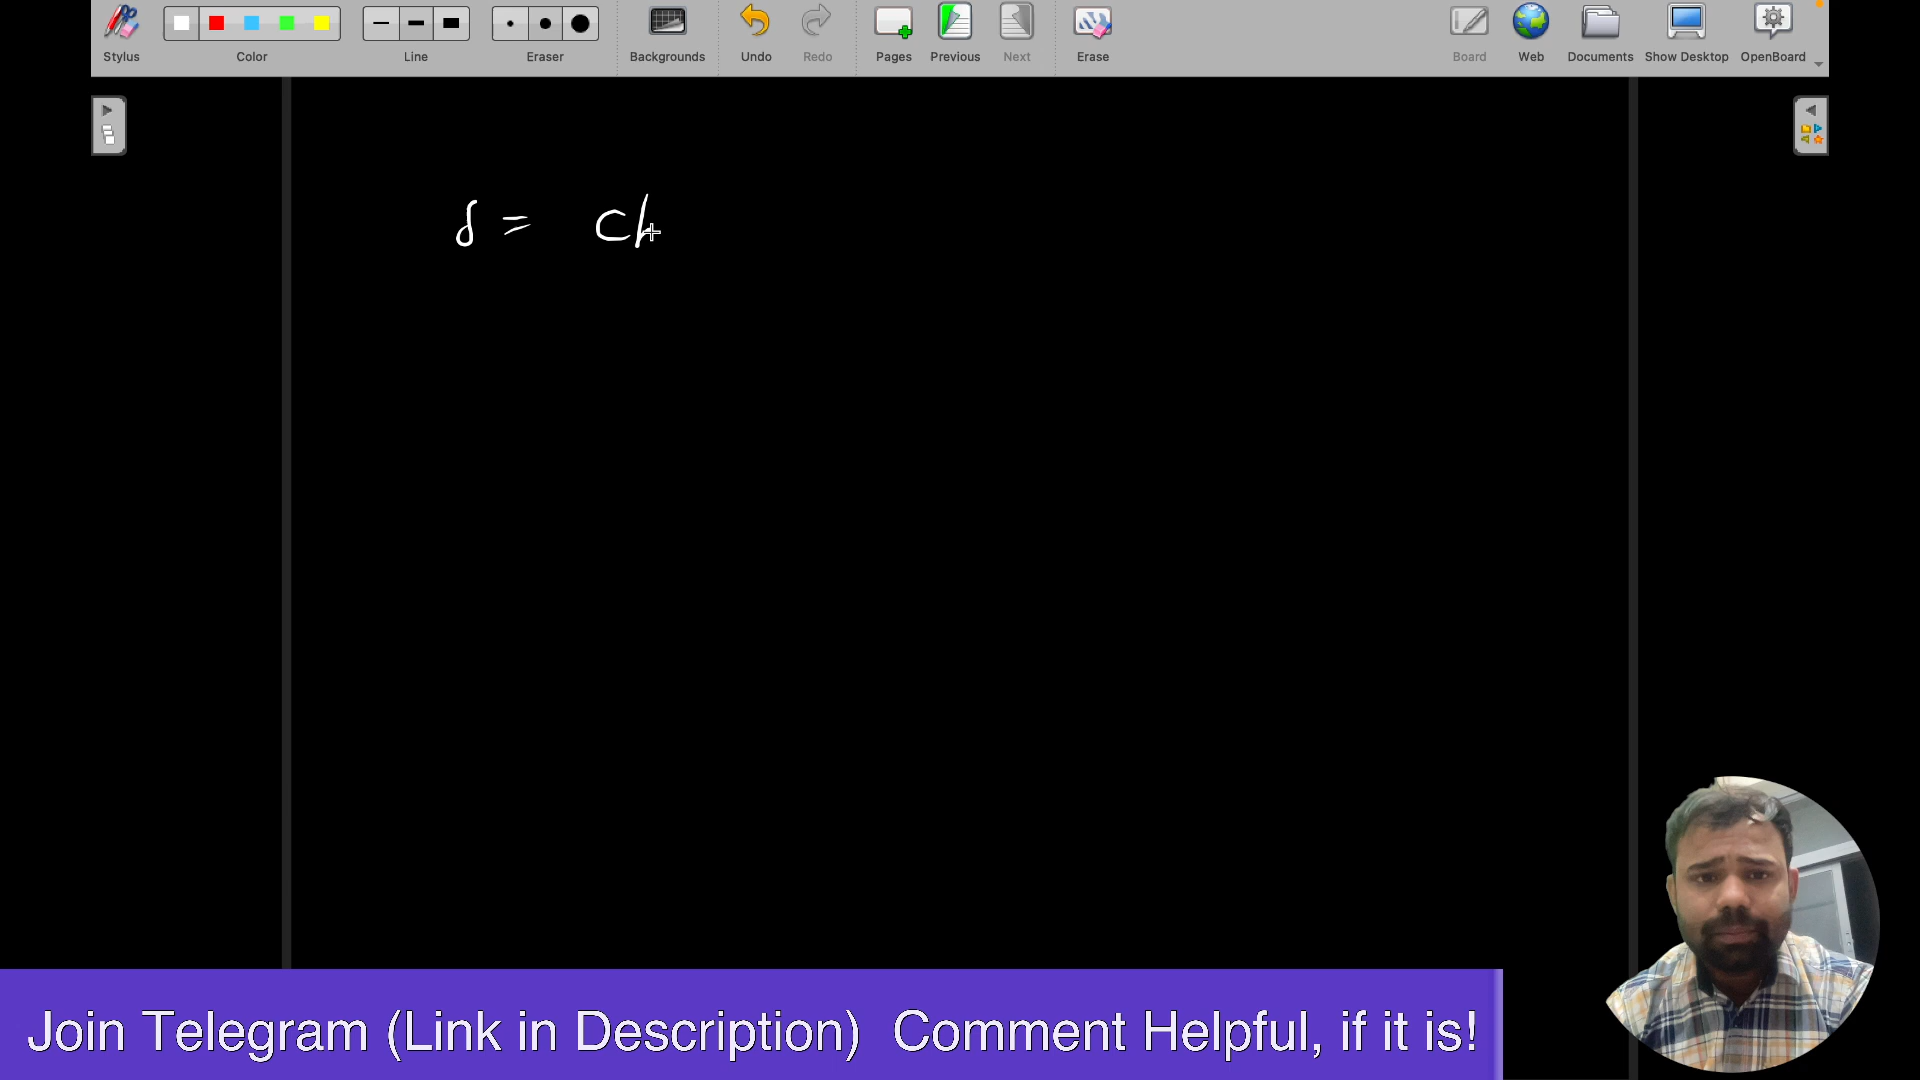 Stylus Color Line Eraser Backgrounds Undo Redo Pages Previous Next Erase Board Web Documents Show Desktop OpenBoard
δ = Ch
Join Telegram (Link in Description) Comment Helpful, if it is!